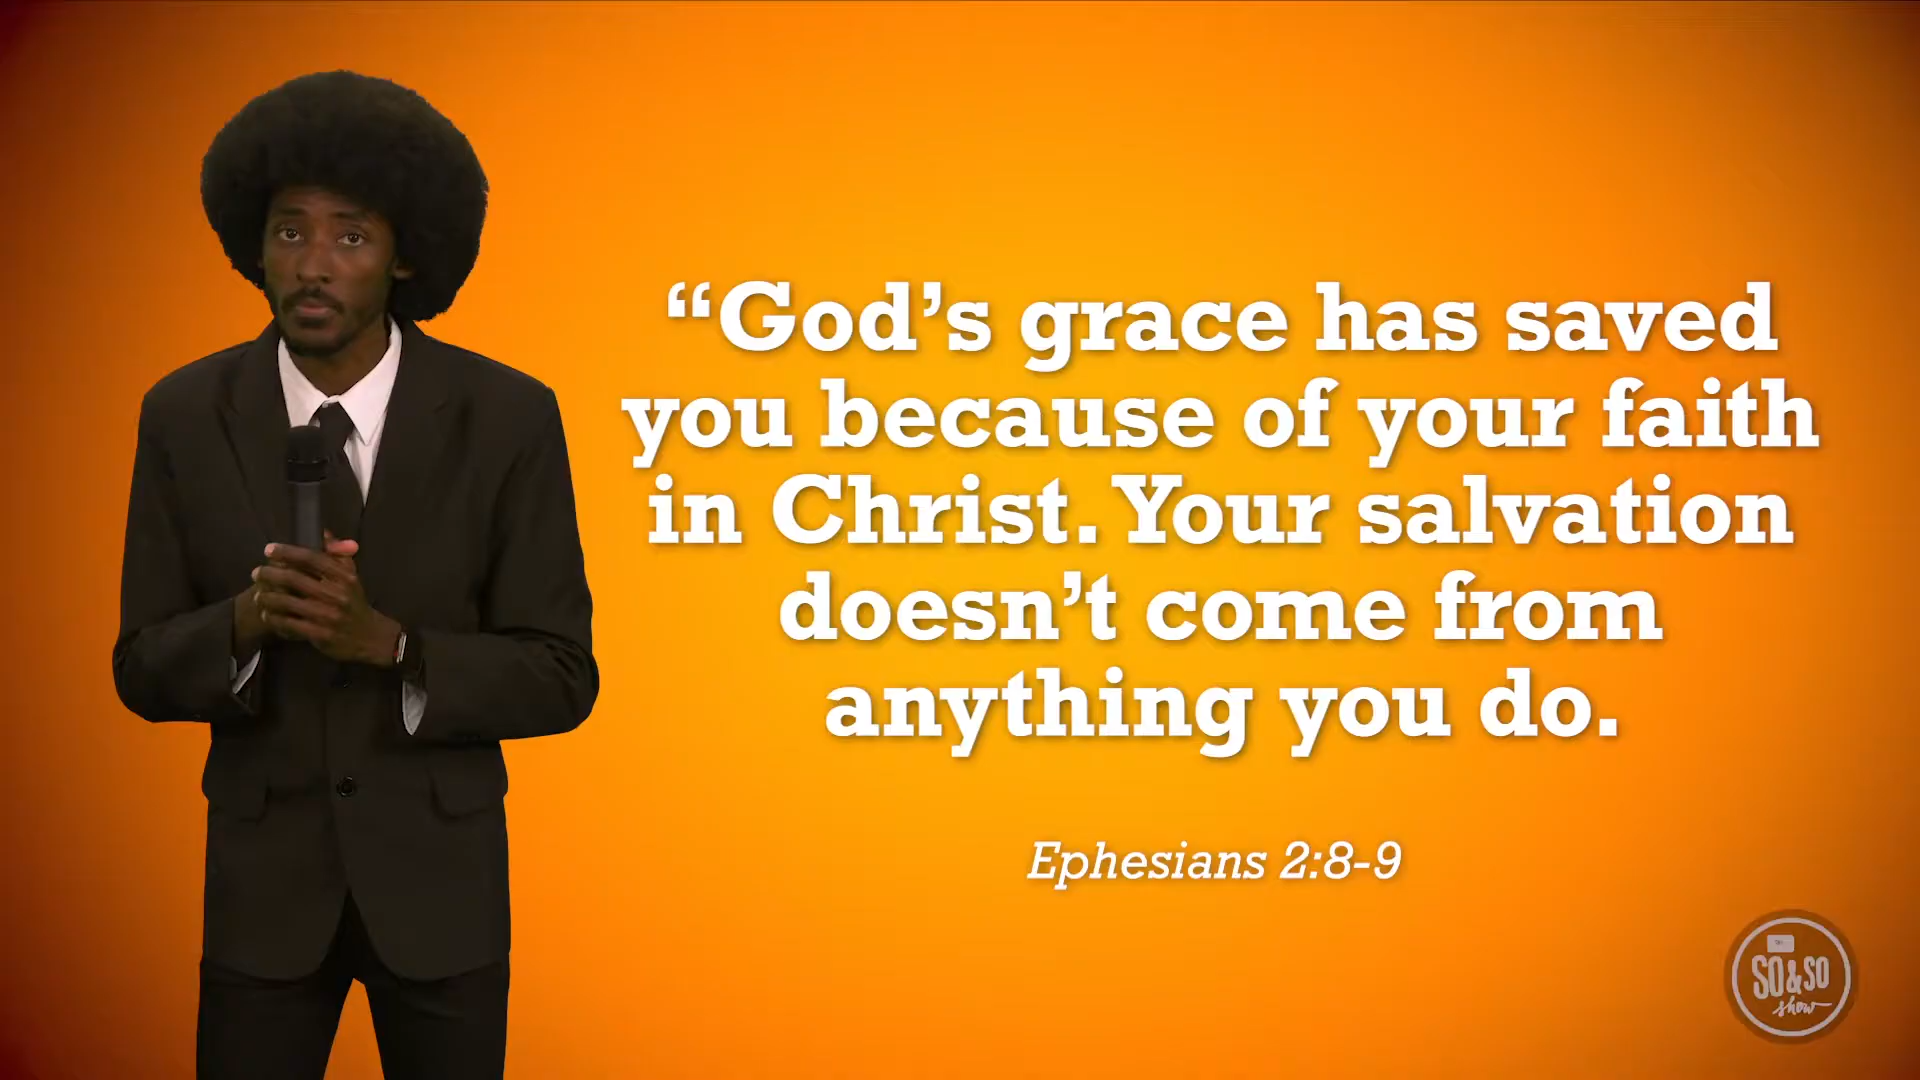 “God’s grace has saved
you because of your faith
in Christ. Your salvation
doesn’t come from
anything you do.
Ephesians 2:8-9
SO&SO
show